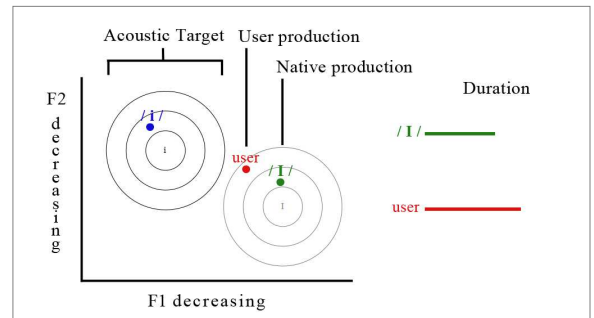 Acoustic Target
User production
Native production
Duration
F2
decreasing
/ i /
i
user
/ I /
I
/ I /
user
F1 decreasing